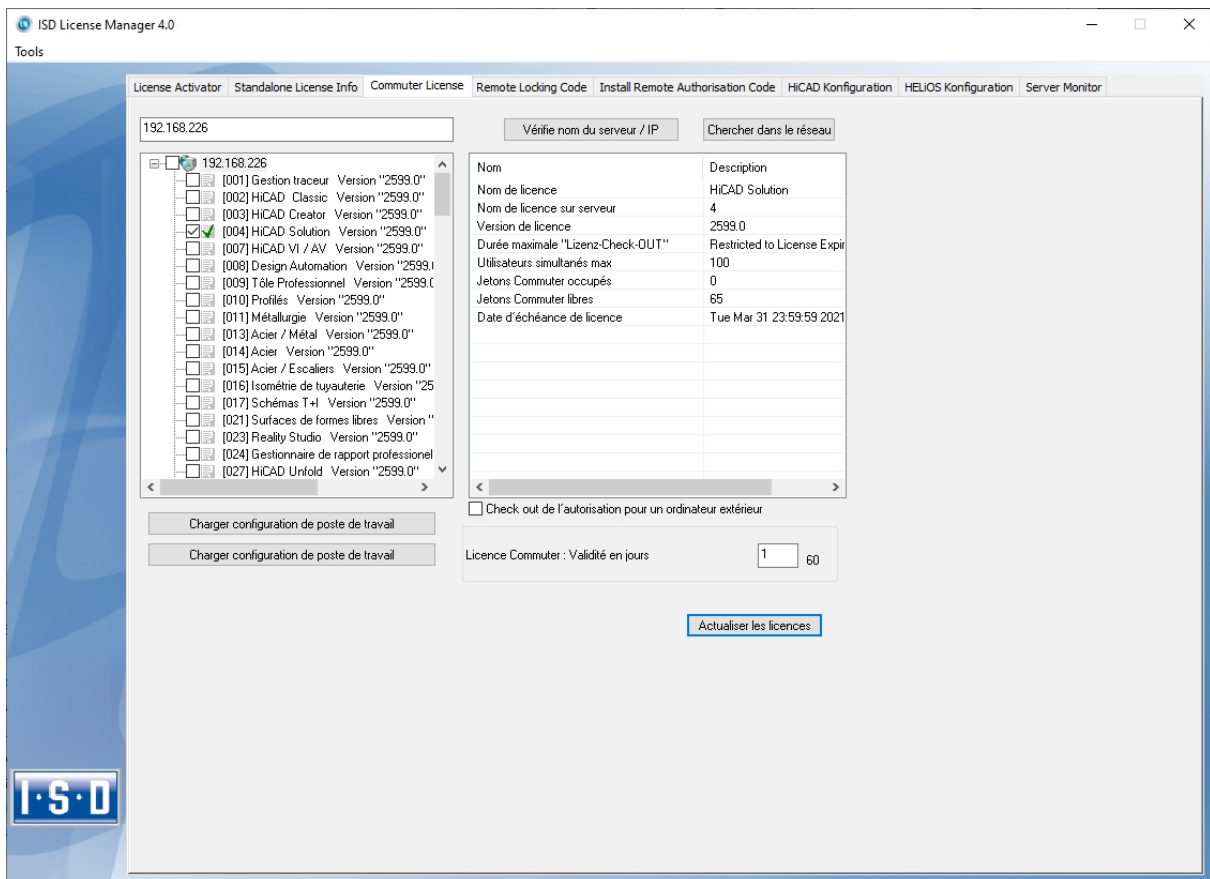 ISD License Manager 4.0
Tools
License Activator Standalone License Info Commuter License Remote Locking Code Install Remote Authorisation Code HiCAD Konfiguration HELiOS Konfiguration Server Monitor
192.168.226
Vérifie nom du serveur / IP
Chercher dans le réseau
192.168.226
[001] Gestion traceur Version "2599.0"
[002] HiCAD Classic Version "2599.0"
[003] HiCAD Creator Version "2599.0"
[004] HiCAD Solution Version "2599.0"
[007] HiCAD VI / AV Version "2599.0"
[008] Design Automation Version "2599.
[009] Tôle Professionnel Version "2599.0
[010] Profilés Version "2599.0"
[011] Métallurgie Version "2599.0"
[013] Acier / Métal Version "2599.0"
[014] Acier Version "2599.0"
[015] Acier / Escaliers Version "2599.0"
[016] Isométrie de tuyauterie Version "25
[017] Schémas T+I Version "2599.0"
[021] Surfaces de formes libres Version "
[023] Reality Studio Version "2599.0"
[024] Gestionnaire de rapport professionel
[027] HiCAD Unfold Version "2599.0"
Nom Description
Nom de licence HiCAD Solution
Nom de licence sur serveur 4
Version de licence 2599.0
Durée maximale "Lizenz-Check-OUT" Restricted to License Expir
Utilisateurs simultanés max 100
Jetons Commuter occupés 0
Jetons Commuter libres 65
Date d´échéance de licence Tue Mar 31 23:59:59 2021
Check out de l´autorisation pour un ordinateur extérieur
Charger configuration de poste de travail
Charger configuration de poste de travail
Licence Commuter : Validité en jours 1 60
Actualiser les licences
I·S·D